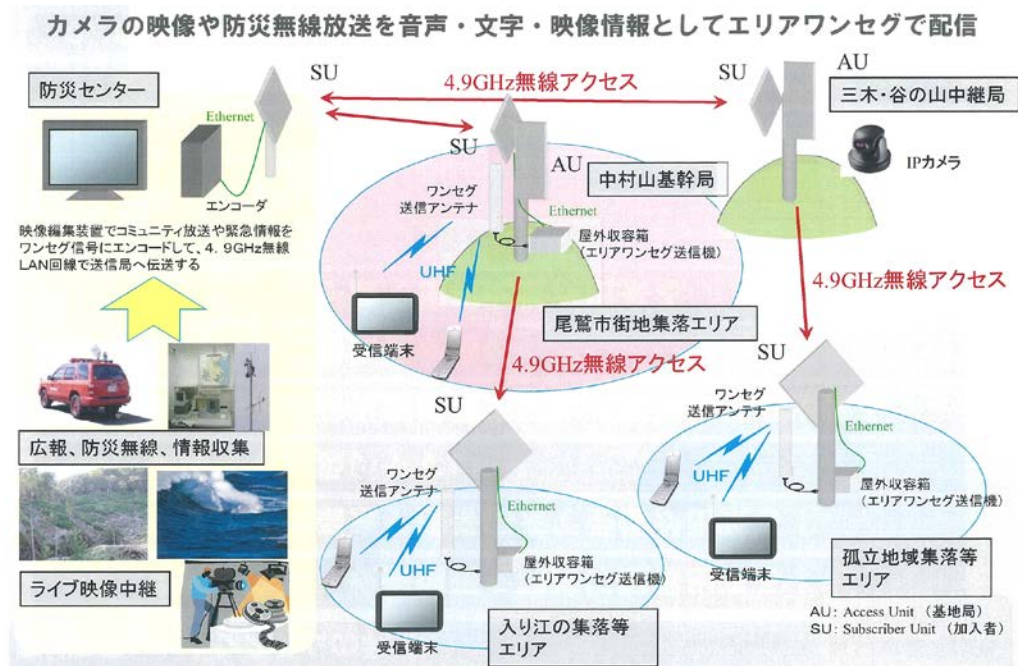 カメラの映像や防災無線放送を音声・文字・映像情報としてエリアワンセグで配信
防災センター
Ethernet
エンコーダ
映像編集装置でコミュニティ放送や緊急情報を
ワンセグ信号にエンコードして、4.9GHz無線
LAN回線で送信局へ伝送する
広報、防災無線、情報収集
ライブ映像中継
SU
4.9GHz無線アクセス
SU
AU
三木・谷の山中継局
IPカメラ
SU
AU
中村山基幹局
ワンセグ
送信アンテナ
Ethernet
屋外収容箱
(エリアワンセグ送信機)
UHF
受信端末
尾鷲市街地集落エリア
4.9GHz無線アクセス
4.9GHz無線アクセス
SU
ワンセグ
送信アンテナ
Ethernet
UHF
屋外収容箱
(エリアワンセグ送信機)
受信端末
入り江の集落等
エリア
SU
ワンセグ
送信アンテナ
Ethernet
UHF
屋外収容箱
(エリアワンセグ送信機)
受信端末
孤立地域集落等
エリア
AU: Access Unit (基地局)
SU: Subscriber Unit (加入者)